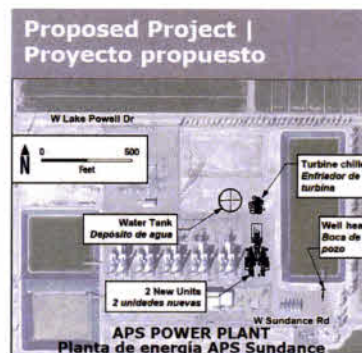 Proposed Project |
Proyecto propuesto
W Lake Powell Dr
0 500
Feet
N
Turbine chille
Enfriador de
turbina
Water Tank
Depósito de agua
Well hea
Boca de
pozo
2 New Units
2 unidades nuevas
W Sundance Rd
APS POWER PLANT
Planta de energía APS Sundance